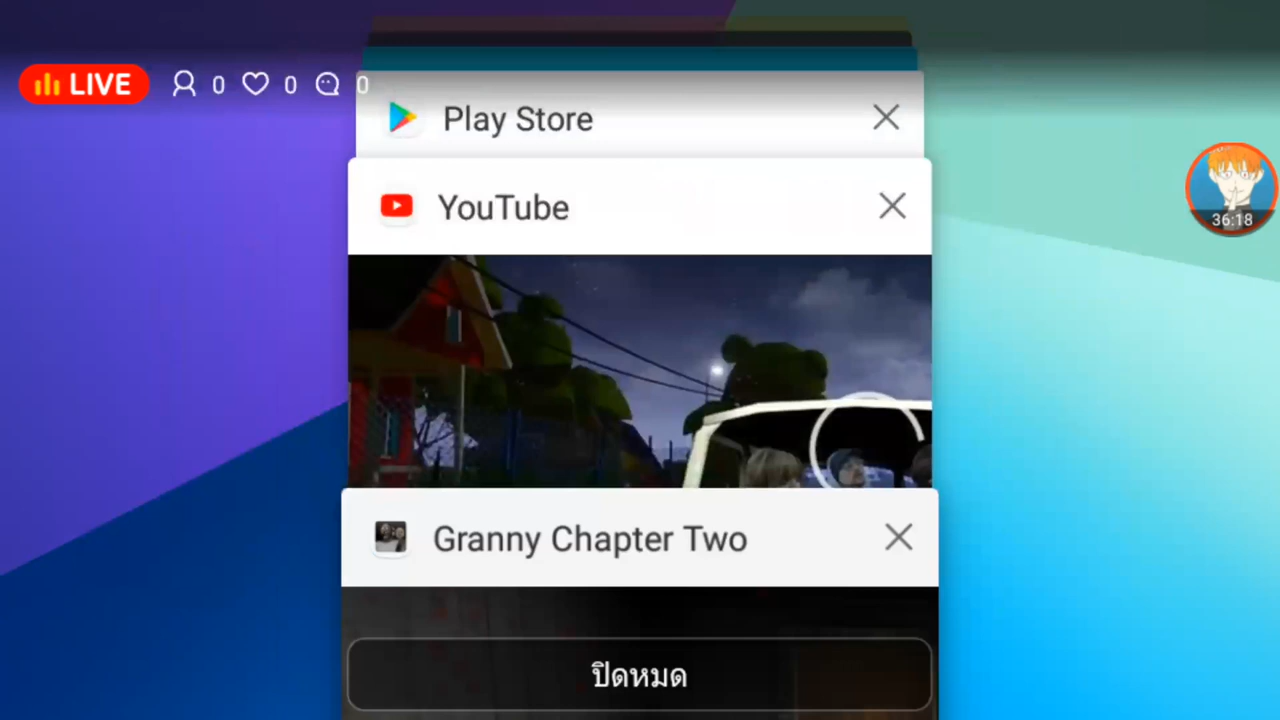 LIVE 0 0 0
Play Store
YouTube
36:18
Granny Chapter Two
ปิดหมด